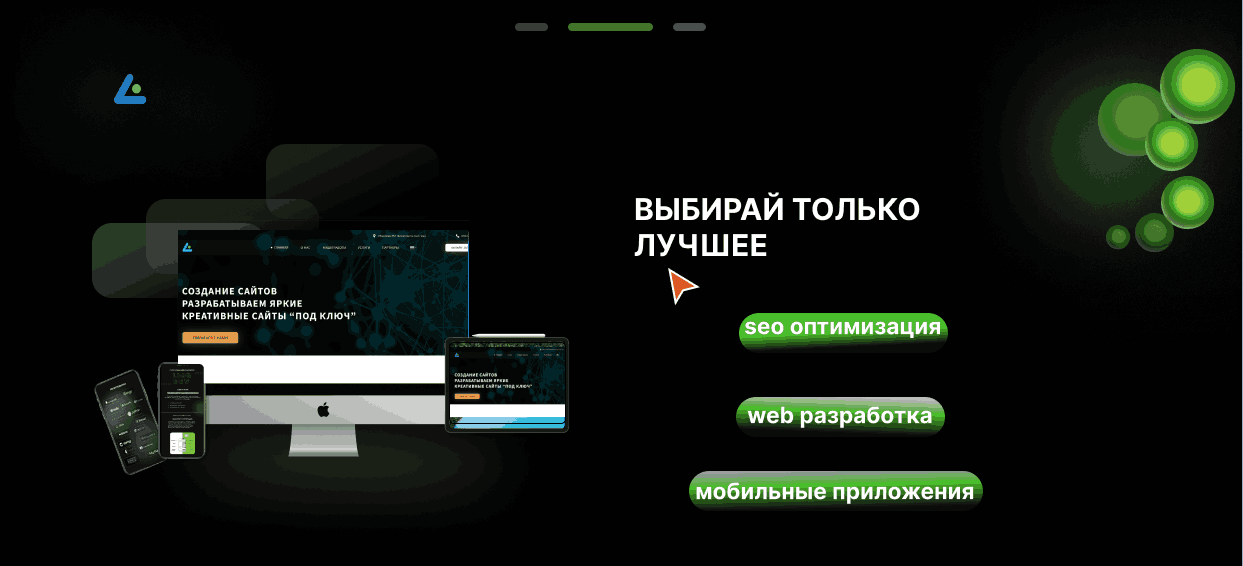 ВЫБИРАЙ ТОЛЬКО
ЛУЧШЕЕ
seo оптимизация
web разработка
мобильные приложения
СОЗДАНИЕ САЙТОВ
РАЗРАБАТЫВАЕМ ЯРКИЕ
КРЕАТИВНЫЕ САЙТЫ “ПОД КЛЮЧ”
СОЗДАНИЕ САЙТОВ
РАЗРАБАТЫВАЕМ ЯРКИЕ
КРЕАТИВНЫЕ САЙТЫ “ПОД КЛЮЧ”